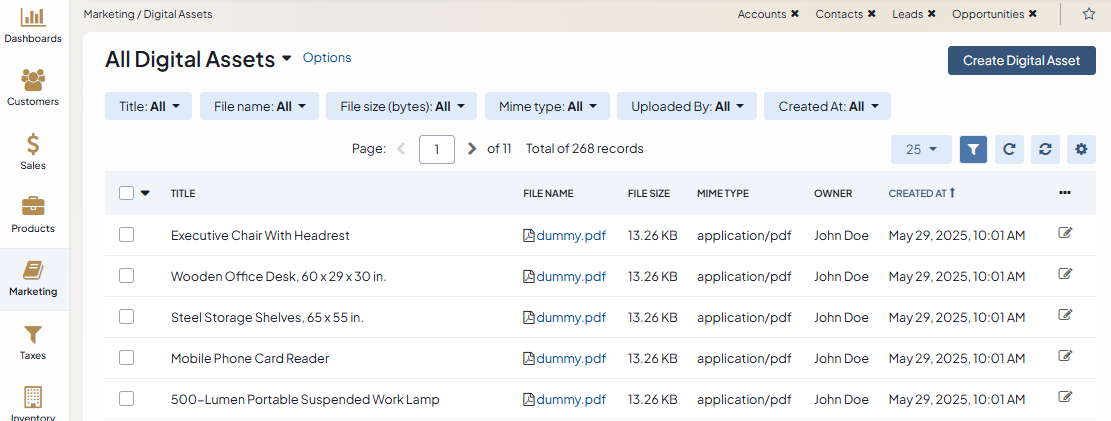 Marketing / Digital Assets
Accounts ✖ Contacts ✖ Leads ✖ Opportunities ✖
Dashboards
Customers
Sales
Products
Marketing
Taxes
Inventory
All Digital Assets Options
Create Digital Asset
Title: All File name: All File size (bytes): All Mime type: All Uploaded By: All Created At: All
Page: 1 of 11 Total of 268 records 25
TITLE FILE NAME FILE SIZE MIME TYPE OWNER CREATED AT
Executive Chair With Headrest dummy.pdf 13.26 KB application/pdf John Doe May 29, 2025, 10:01 AM
Wooden Office Desk, 60 x 29 x 30 in. dummy.pdf 13.26 KB application/pdf John Doe May 29, 2025, 10:01 AM
Steel Storage Shelves, 65 x 55 in. dummy.pdf 13.26 KB application/pdf John Doe May 29, 2025, 10:01 AM
Mobile Phone Card Reader dummy.pdf 13.26 KB application/pdf John Doe May 29, 2025, 10:01 AM
500-Lumen Portable Suspended Work Lamp dummy.pdf 13.26 KB application/pdf John Doe May 29, 2025, 10:01 AM